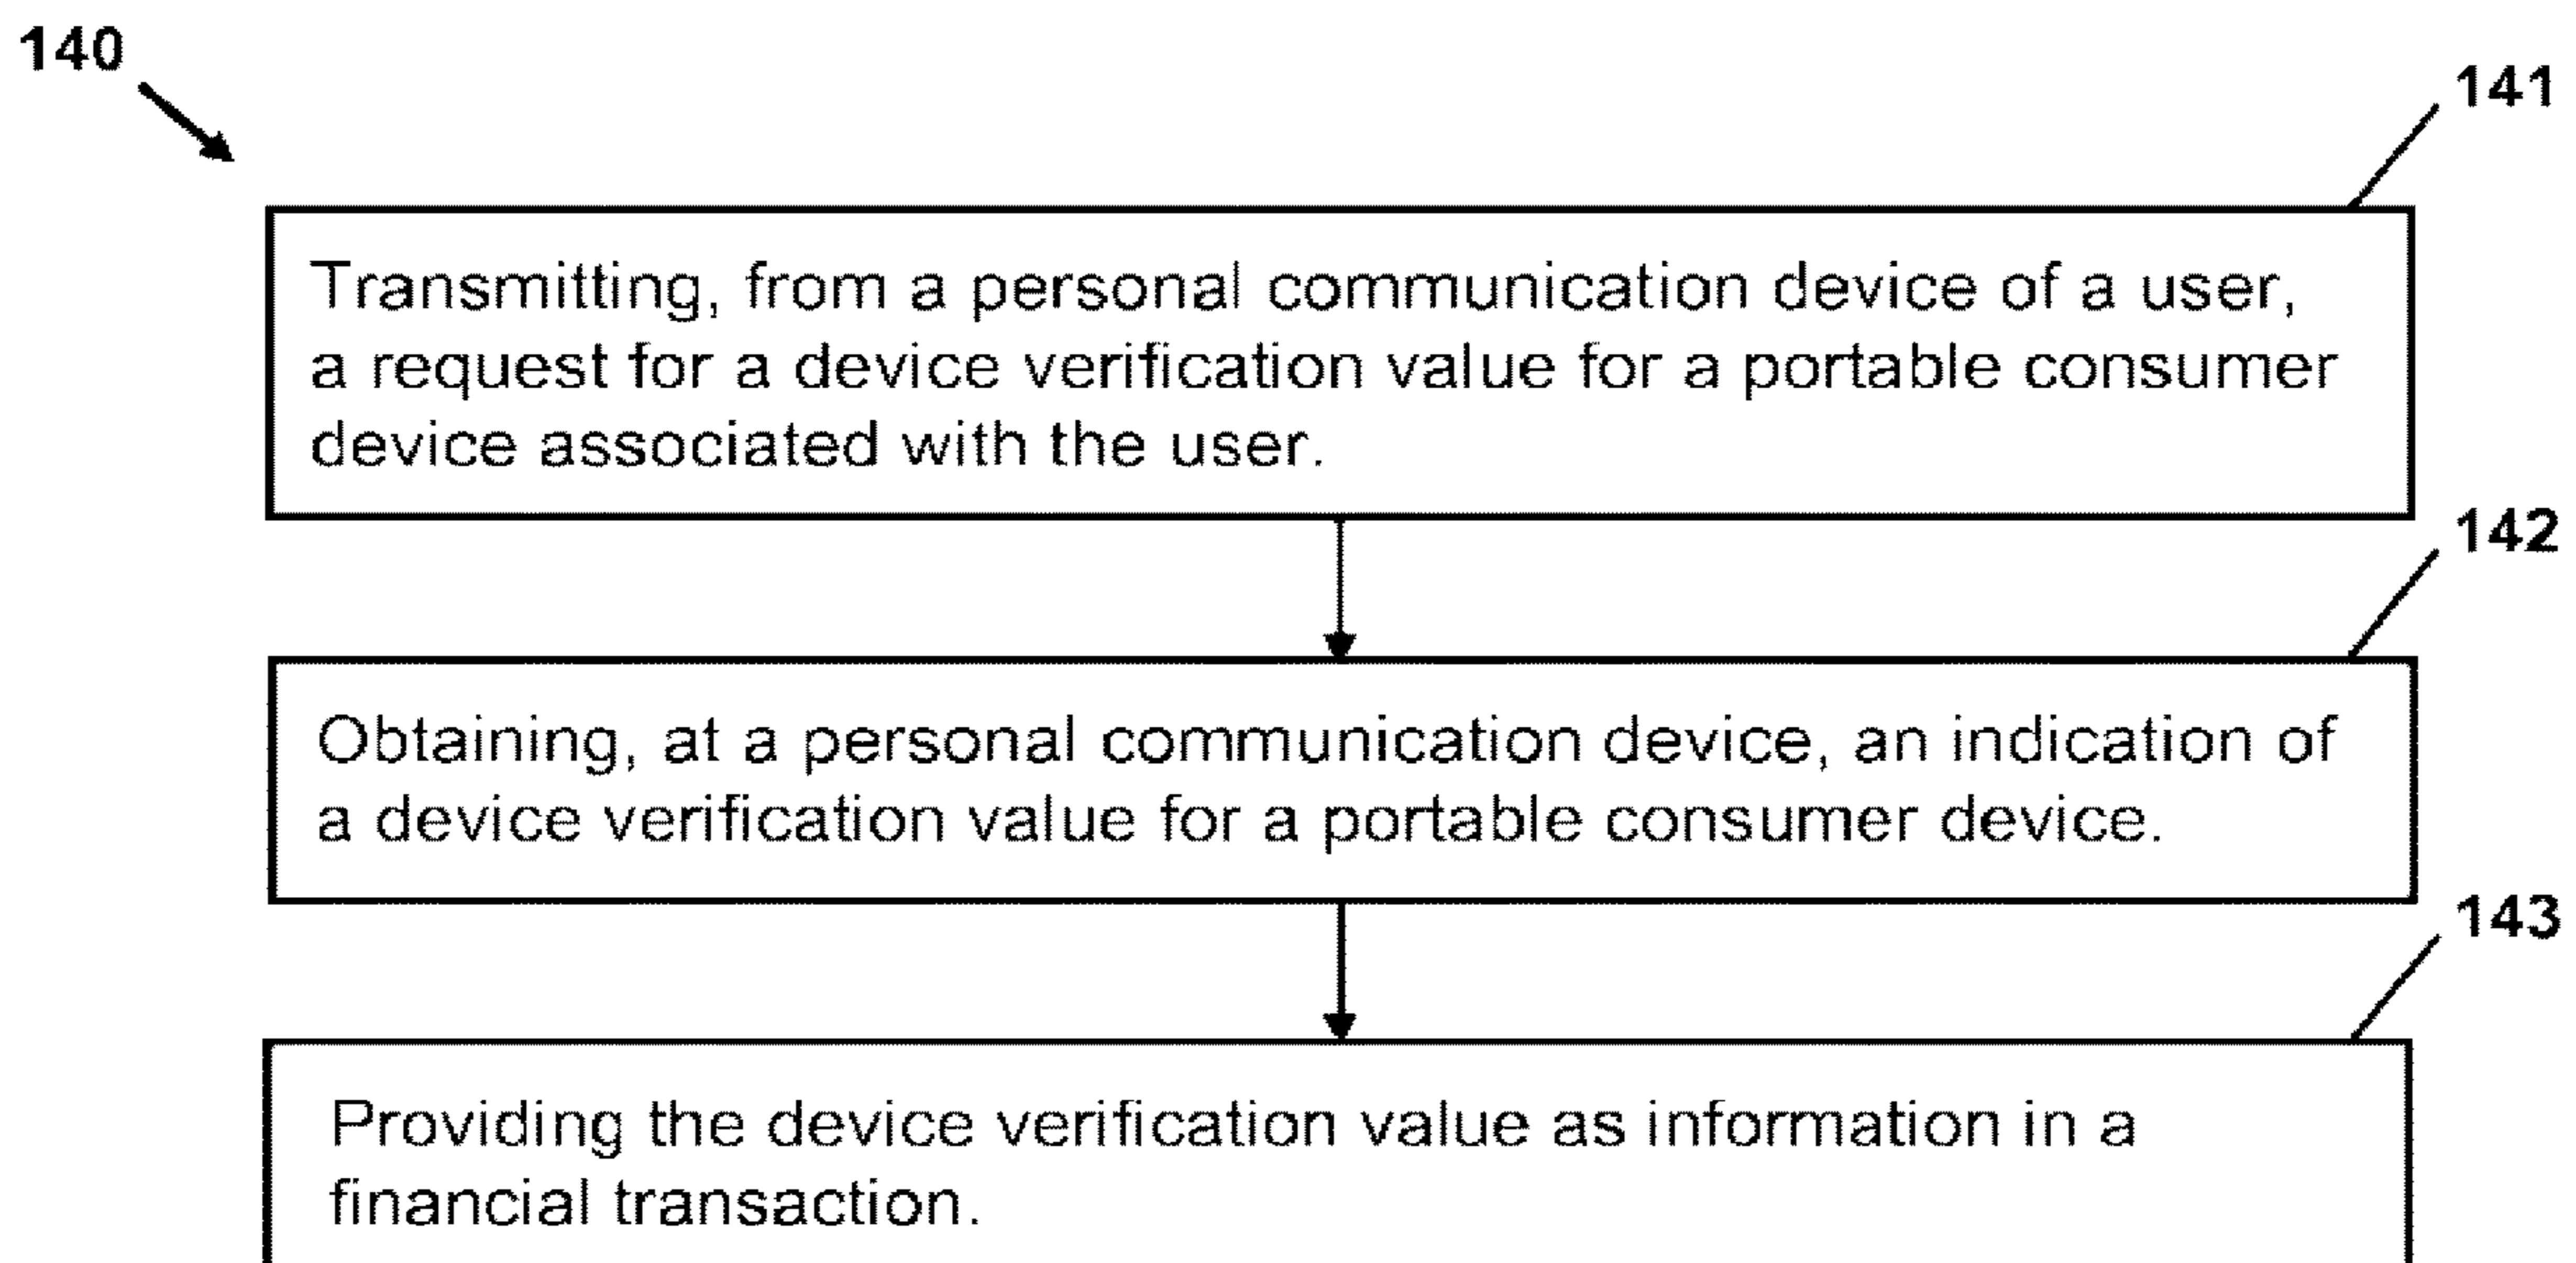 140
141
Transmitting, from a personal communication device of a user,
a request for a device verification value for a portable consumer
device associated with the user.
142
Obtaining, at a personal communication device, an indication of
a device verification value for a portable consumer device.
143
Providing the device verification value as information in a
financial transaction.